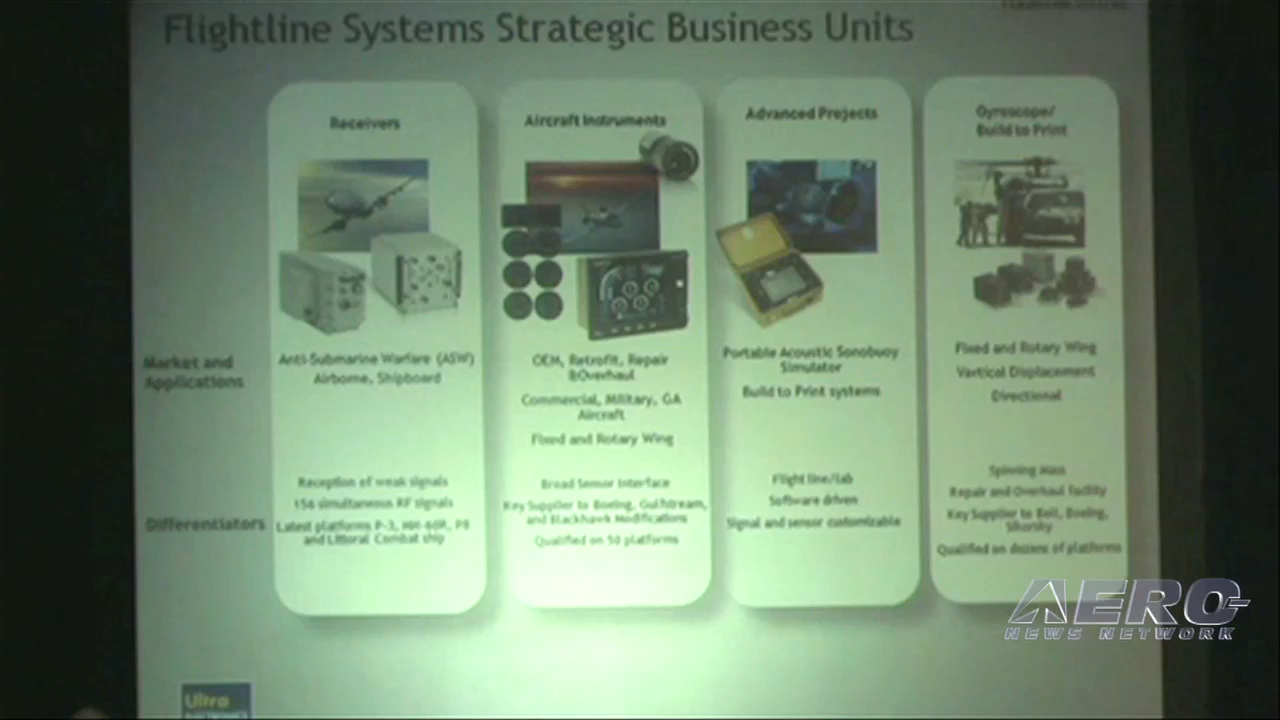 Flightline Systems Strategic Business Units
Receivers
Aircraft Instruments
Advanced Projects
Gyroscope/
Build to Print
Market and
Applications
Anti-Submarine Warfare (ASW)
Airborne, Shipboard
OEM, Retrofit, Repair
&Overhaul
Commercial, Military, GA
Aircraft
Fixed and Rotary Wing
Portable Acoustic Sonobuoy
Simulator
Build to Print systems
Fixed and Rotary Wing
Vertical Displacement
Directional
Differentiators
Reception of weak signals
156 simultaneous RF signals
Latest platforms P-3, MH-60R, P8
and Littoral Combat ship
Broad Sensor Interface
Key Supplier to Boeing, Gulfstream,
and Blackhawk Modifications
Qualified on 50 platforms
Flight line/lab
Software driven
Signal and sensor customizable
Spinning mass
Repair and Overhaul facility
Key Supplier to Bell, Boeing,
Sikorsky
Qualified on dozens of platforms
AERO
NEWS NETWORK
Ultra